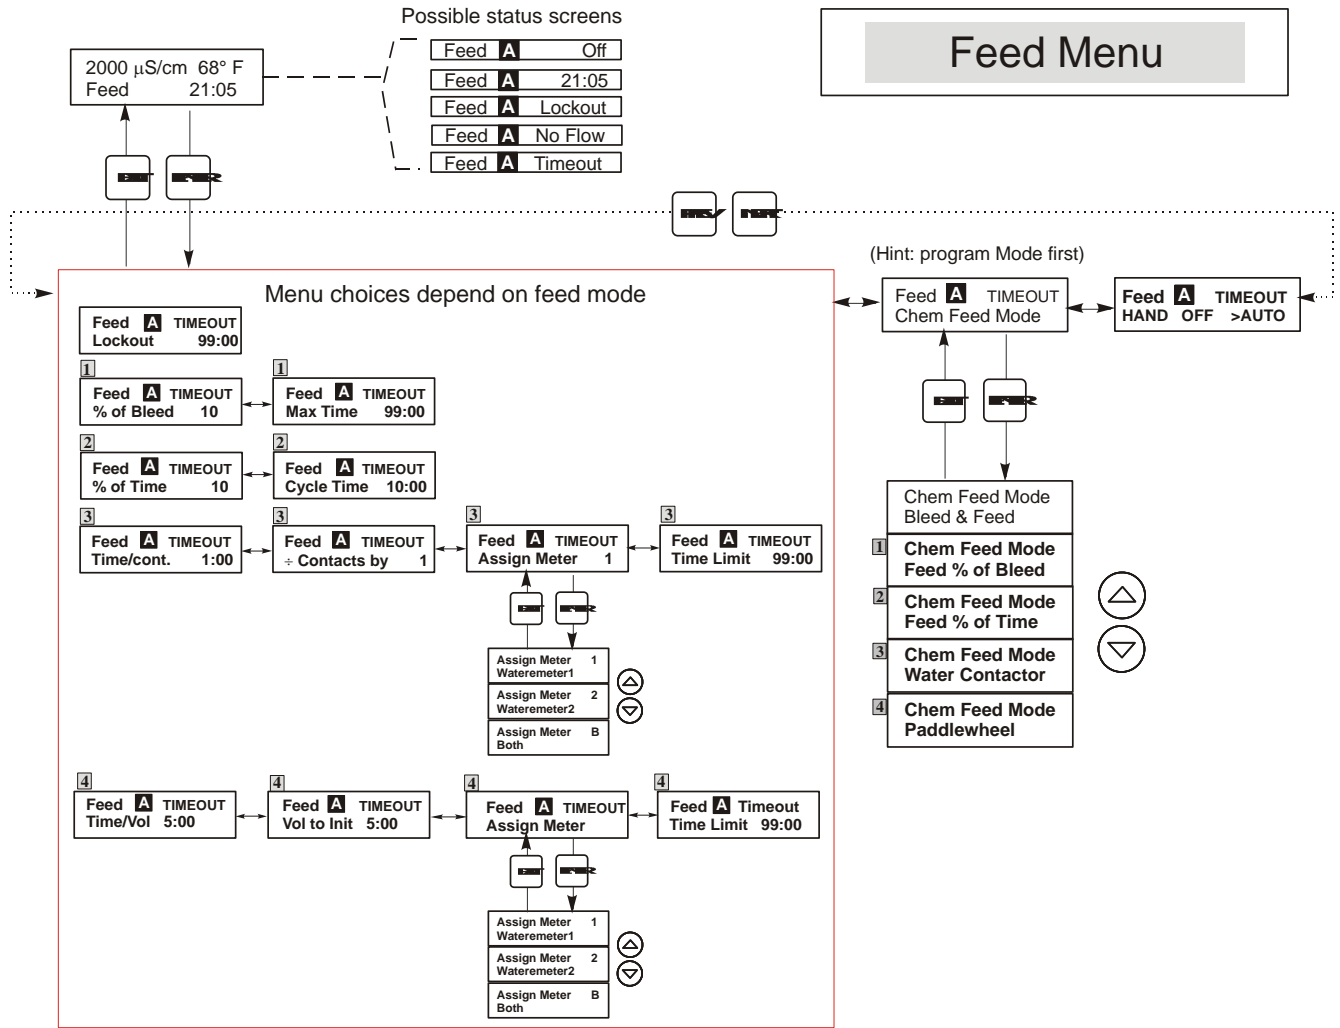 Possible status screens
Feed Menu
2000 µS/cm 68° F
Feed 21:05
Feed A Off
Feed A 21:05
Feed A Lockout
Feed A No Flow
Feed A Timeout
(Hint: program Mode first)
Menu choices depend on feed mode
Feed A TIMEOUT
Chem Feed Mode
Feed A TIMEOUT
HAND OFF >AUTO
Feed A TIMEOUT
Lockout 99:00
1
Feed A TIMEOUT
% of Bleed 10
1
Feed A TIMEOUT
Max Time 99:00
2
Feed A TIMEOUT
% of Time 10
2
Feed A TIMEOUT
Cycle Time 10:00
3
Feed A TIMEOUT
Time/cont. 1:00
3
Feed A TIMEOUT
÷ Contacts by 1
3
Feed A TIMEOUT
Assign Meter 1
3
Feed A TIMEOUT
Time Limit 99:00
Assign Meter 1
Wateremeter1
Assign Meter 2
Wateremeter2
Assign Meter B
Both
4
Feed A TIMEOUT
Time/Vol 5:00
4
Feed A TIMEOUT
Vol to Init 5:00
4
Feed A TIMEOUT
Assign Meter
4
Feed A Timeout
Time Limit 99:00
Assign Meter 1
Wateremeter1
Assign Meter 2
Wateremeter2
Assign Meter B
Both
Chem Feed Mode
Bleed & Feed
1
Chem Feed Mode
Feed % of Bleed
2
Chem Feed Mode
Feed % of Time
3
Chem Feed Mode
Water Contactor
4
Chem Feed Mode
Paddlewheel